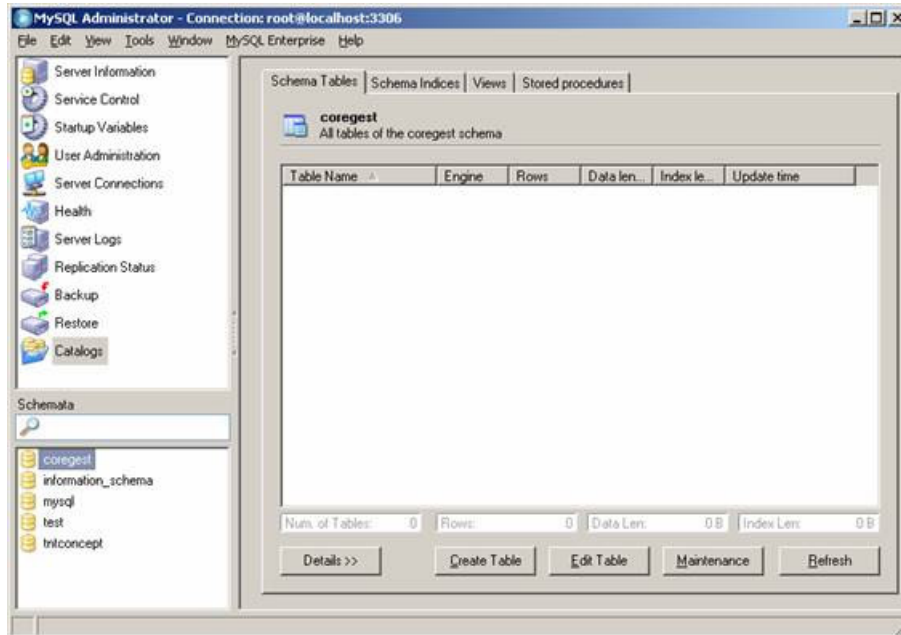 MySQL Administrator - Connection: root@localhost:3306
File Edit View Tools Window MySQL Enterprise Help
Server Information
Service Control
Startup Variables
User Administration
Server Connections
Health
Server Logs
Replication Status
Backup
Restore
Catalogs
Schemata
coregest
information_schema
mysql
test
tntconcept
Schema Tables Schema Indices Views Stored procedures
coregest
All tables of the coregest schema
Table Name Engine Rows Data len... Index le... Update time
Num. of Tables: 0 Rows: 0 Data Len: 0 B Index Len: 0 B
Details >> Create Table Edit Table Maintenance Refresh